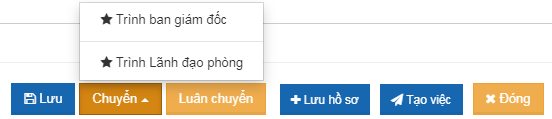 Trình ban giám đốc
Trình Lãnh đạo phòng
Lưu Chuyển Luân chuyển Lưu hồ sơ Tạo việc Đóng